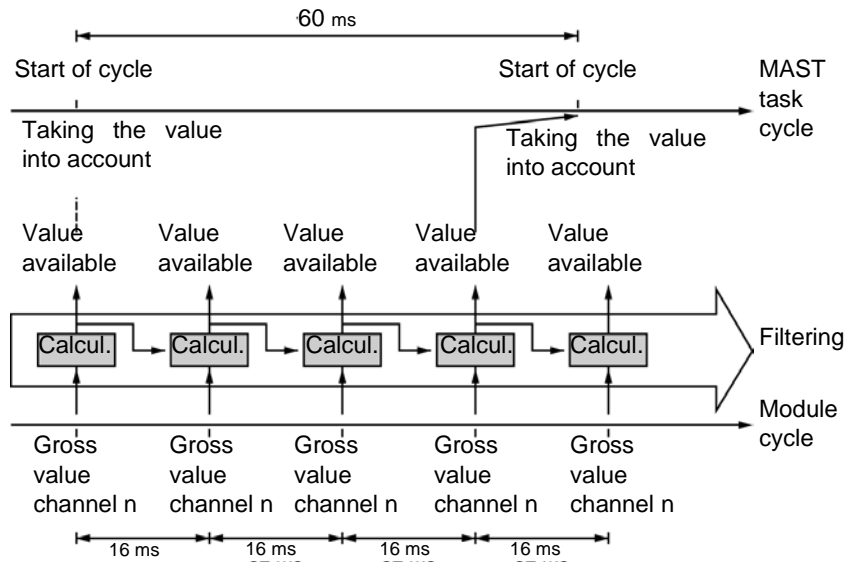 60 ms
Start of cycle
Start of cycle
MAST
task
cycle
Taking the value
into account
Taking the value
into account
Value
available
Value
available
Value
available
Value
available
Value
available
Calcul.
Calcul.
Calcul.
Calcul.
Calcul.
Filtering
Module
cycle
Gross
value
channel n
Gross
value
channel n
Gross
value
channel n
Gross
value
channel n
Gross
value
channel n
16 ms
16 ms
16 ms
16 ms